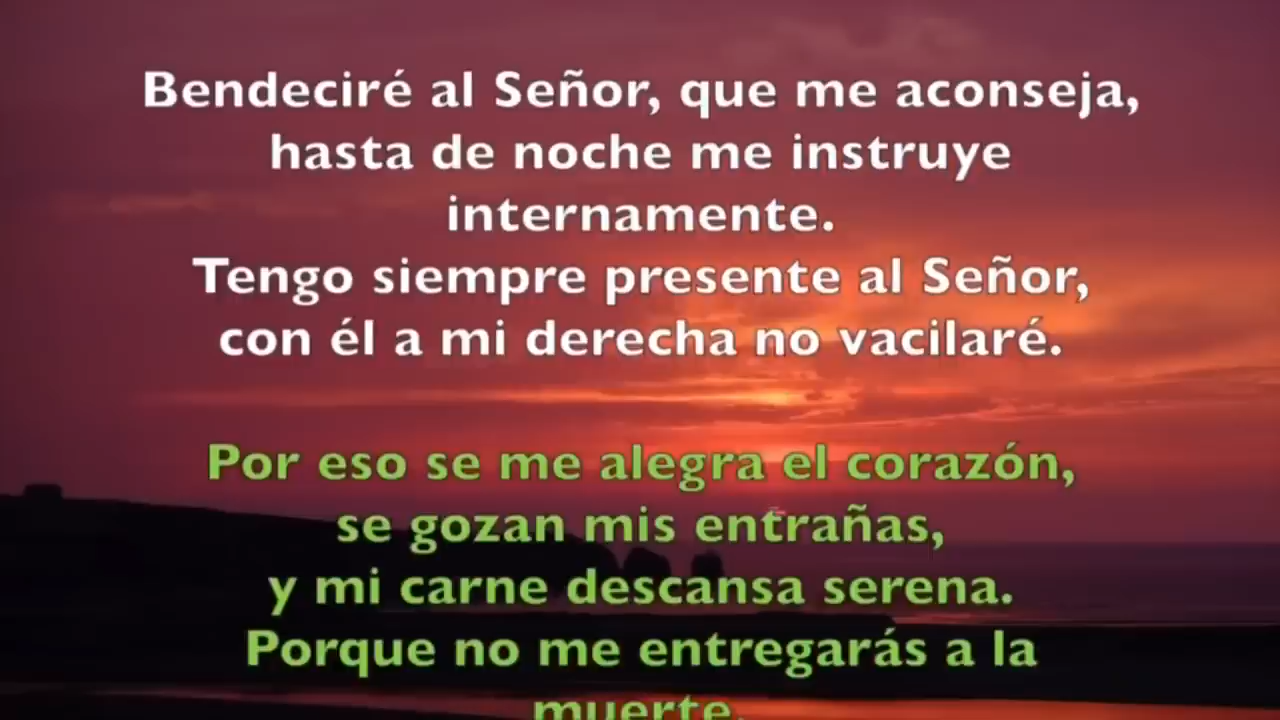 Bendeciré al Señor, que me aconseja,
hasta de noche me instruye
internamente.
Tengo siempre presente al Señor,
con él a mi derecha no vacilaré.
Por eso se me alegra el corazón,
se gozan mis entrañas,
y mi carne descansa serena.
Porque no me entregarás a la
muerte,